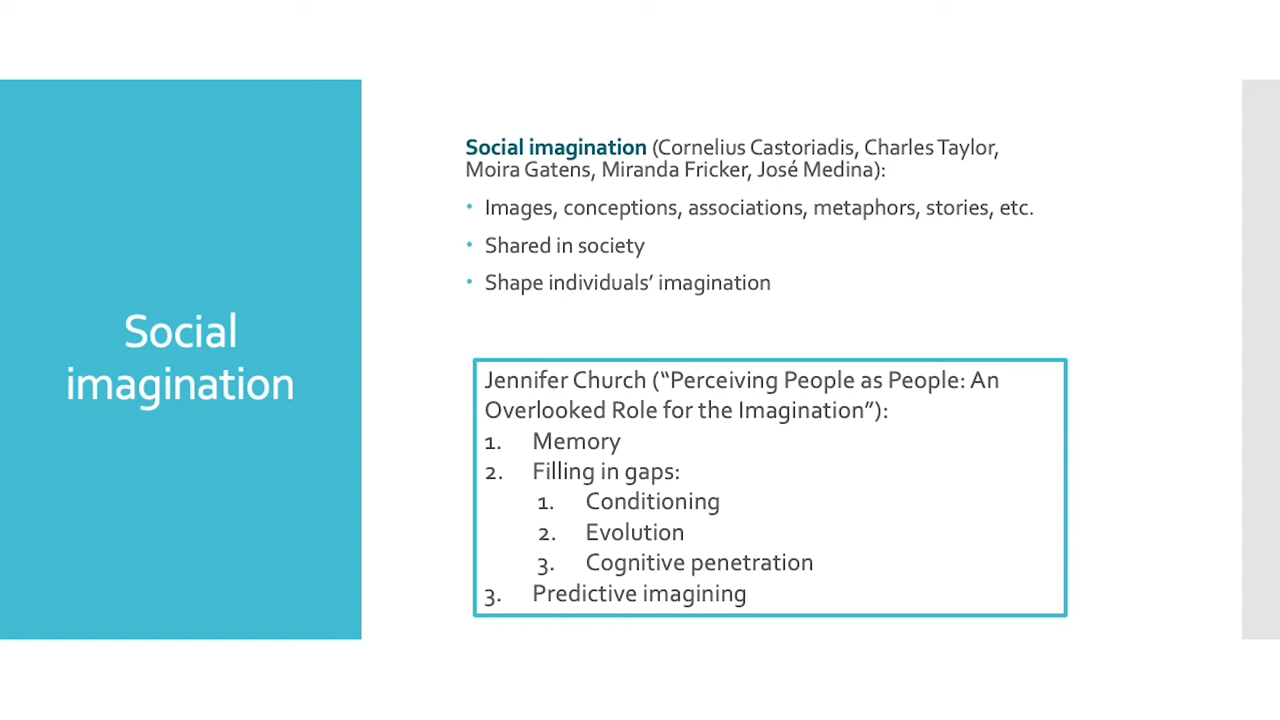 Social
imagination
Social imagination (Cornelius Castoriadis, Charles Taylor,
Moira Gatens, Miranda Fricker, José Medina):
• Images, conceptions, associations, metaphors, stories, etc.
• Shared in society
• Shape individuals’ imagination
Jennifer Church (“Perceiving People as People: An
Overlooked Role for the Imagination”):
1. Memory
2. Filling in gaps:
1. Conditioning
2. Evolution
3. Cognitive penetration
3. Predictive imagining